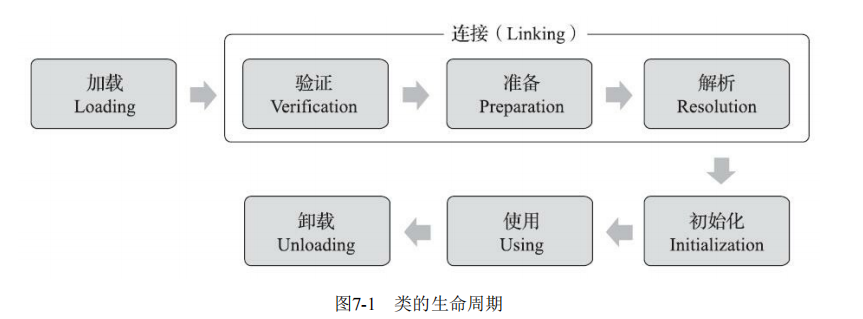 连接（Linking）
加载
Loading
验证
Verification
准备
Preparation
解析
Resolution
卸载
Unloading
使用
Using
初始化
Initialization
图7-1 类的生命周期